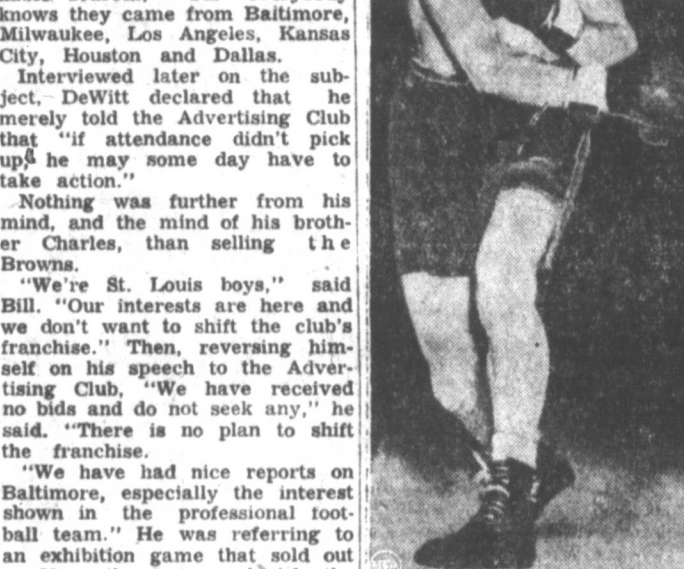 knows they came from Baltimore,
Milwaukee, Los Angeles, Kansas
City, Houston and Dallas.
Interviewed later on the sub-
ject, DeWitt declared that he
merely told the Advertising Club
that "if attendance didn't pick
up, he may some day have to
take action."
Nothing was further from his
mind, and the mind of his broth-
er Charles, than selling the
Browns.
"We're St. Louis boys," said
Bill. "Our interests are here and
we don't want to shift the club's
franchise." Then, reversing him-
self on his speech to the Adver-
tising Club, "We have received
no bids and do not seek any," he
said. "There is no plan to shift
the franchise.
"We have had nice reports on
Baltimore, especially the interest
shown in the professional foot-
ball team." He was referring to
an exhibition game that sold out